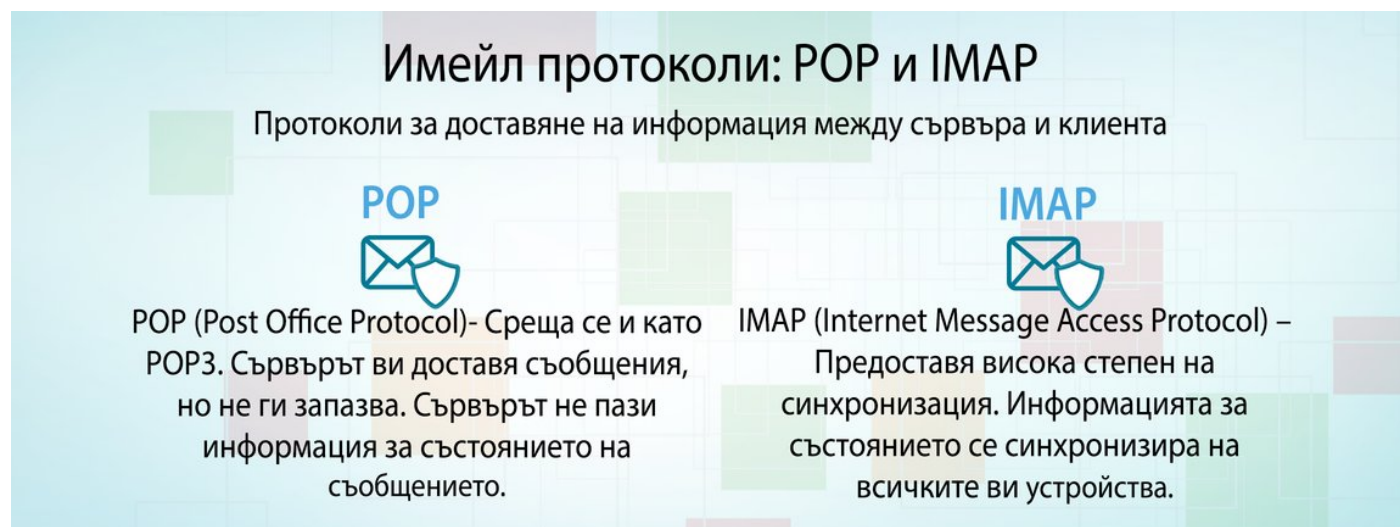 Имейл протоколи: POP и IMAP
Протоколи за доставяне на информация между сървъра и клиента
POP
POP (Post Office Protocol)- Среща се и като
POP3. Сървърът ви доставя съобщения,
но не ги запазва. Сървърът не пази
информация за състоянието на
съобщението.
IMAP
IMAP (Internet Message Access Protocol) –
Предоставя висока степен на
синхронизация. Информацията за
състоянието се синхронизира на
всичките ви устройства.